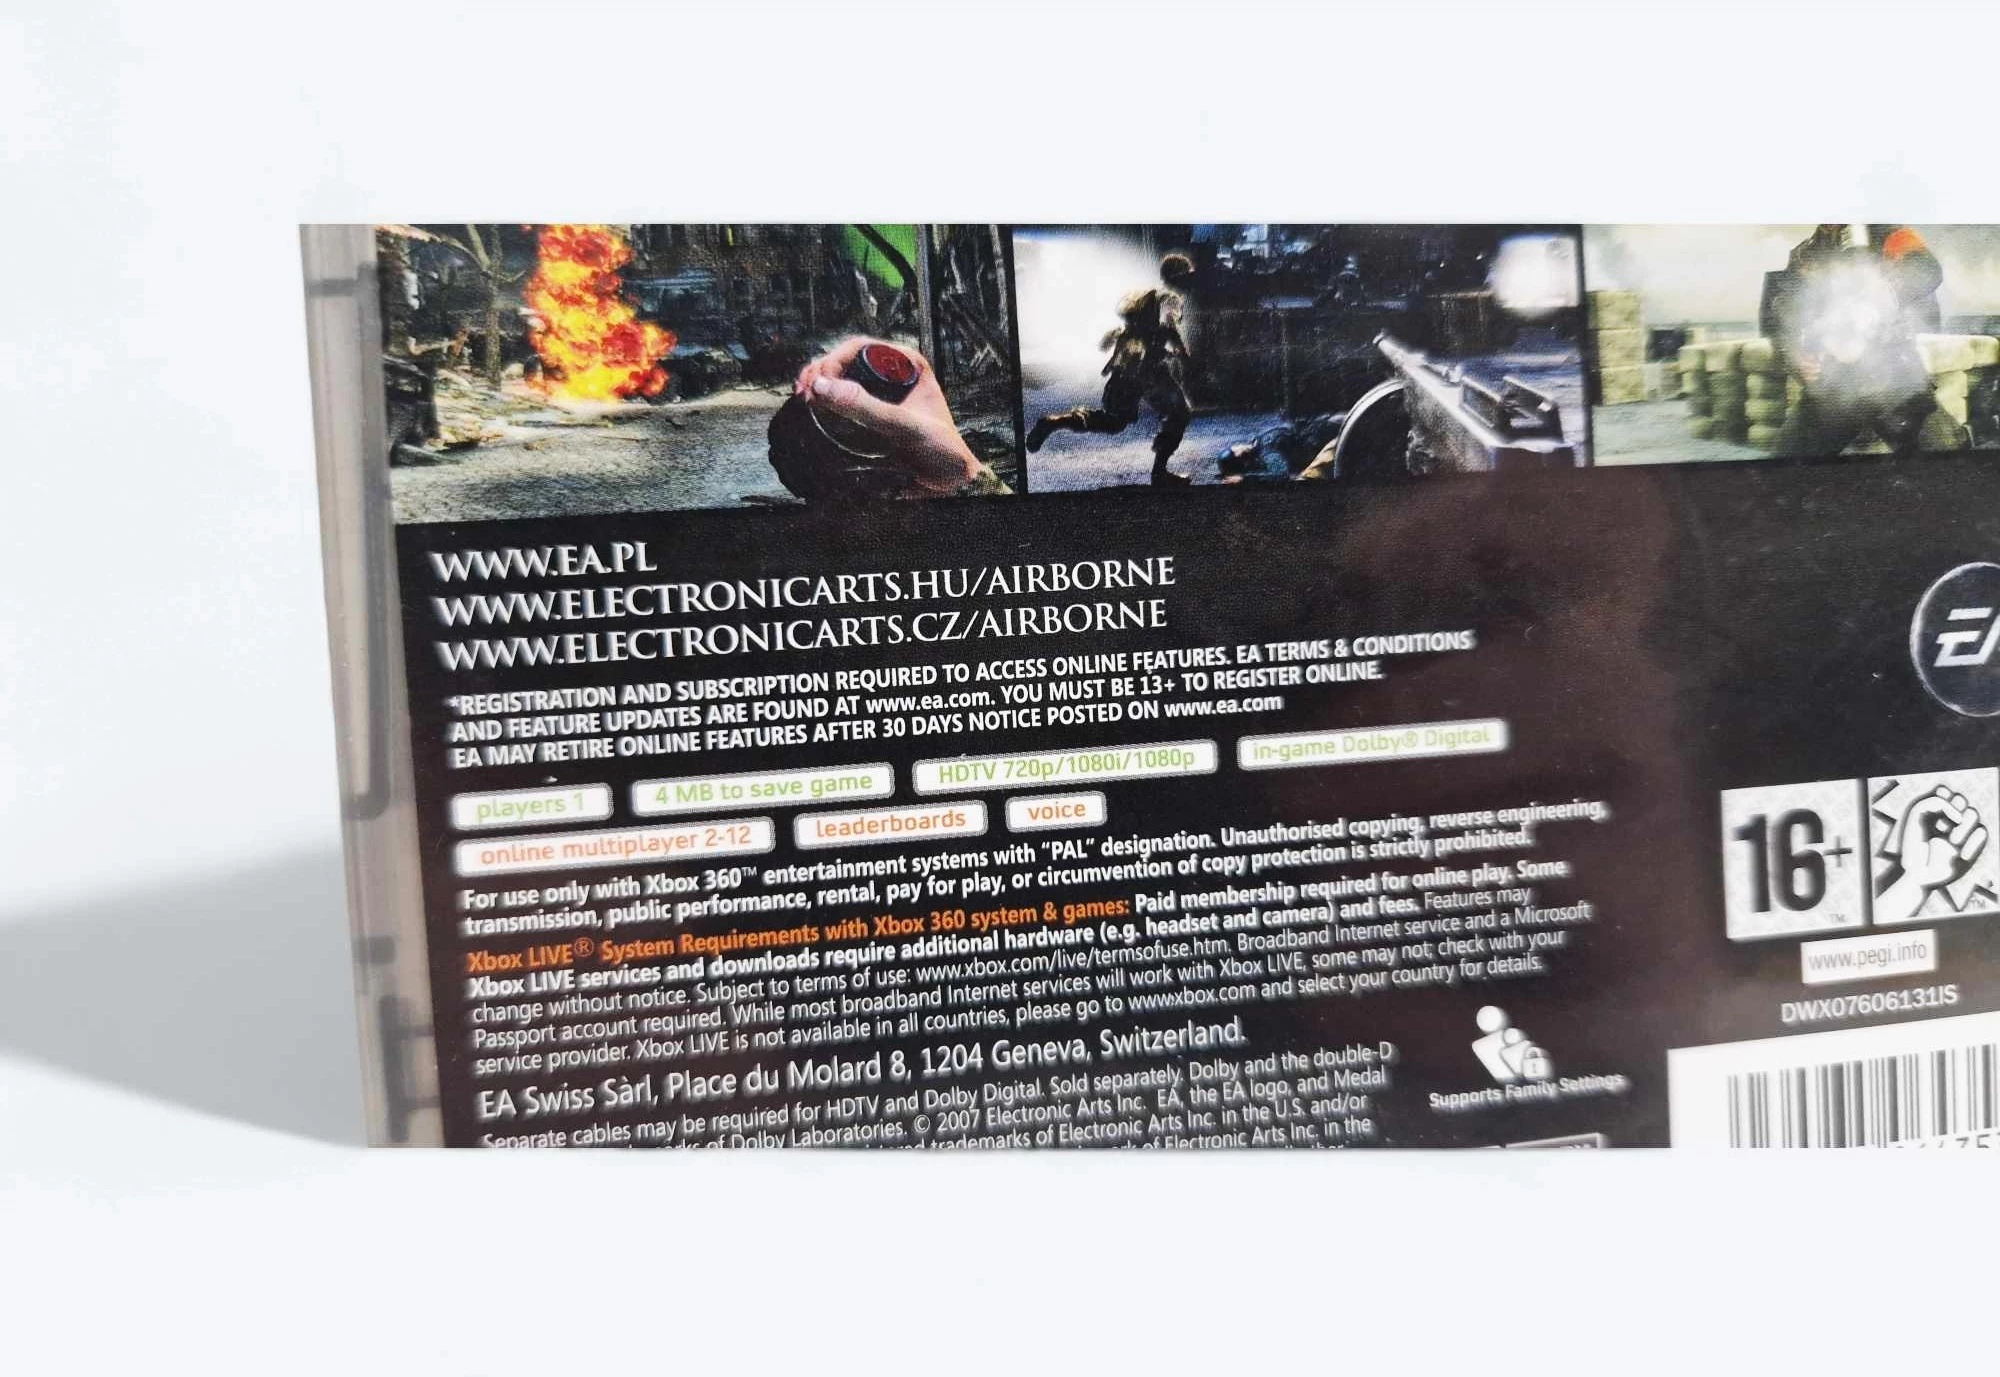 WWW.EA.PL
WWW.ELECTRONICARTS.HU/AIRBORNE
WWW.ELECTRONICARTS.CZ/AIRBORNE
*REGISTRATION AND SUBSCRIPTION REQUIRED TO ACCESS ONLINE FEATURES. EA TERMS & CONDITIONS
AND FEATURE UPDATES ARE FOUND AT www.ea.com. YOU MUST BE 13+ TO REGISTER ONLINE.
EA MAY RETIRE ONLINE FEATURES AFTER 30 DAYS NOTICE POSTED ON www.ea.com
players 1 4 MB to save game HDTV 720p/1080i/1080p in-game Dolby® Digital
online multiplayer 2-12 leaderboards voice
For use only with Xbox 360™ entertainment systems with "PAL" designation. Unauthorised copying, reverse engineering,
transmission, public performance, rental, pay for play, or circumvention of copy protection is strictly prohibited.
Xbox LIVE® System Requirements with Xbox 360 system & games: Paid membership required for online play. Some
Xbox LIVE services and downloads require additional hardware (e.g. headset and camera) and fees. Features may
change without notice. Subject to terms of use: www.xbox.com/live/termsofuse.htm. Broadband Internet service and a Microsoft
Passport account required. While most broadband Internet services will work with Xbox LIVE, some may not; check with your
service provider. Xbox LIVE is not available in all countries, please go to www.xbox.com and select your country for details.
EA Swiss Sàrl, Place du Molard 8, 1204 Geneva, Switzerland.
Separate cables may be required for HDTV and Dolby Digital. Sold separately. Dolby and the double-D
of Dolby Laboratories. © 2007 Electronic Arts Inc. EA, the EA logo, and Medal
trademarks of Electronic Arts Inc. in the U.S. and/or
of Electronic Arts Inc. in the
Supports Family Settings
EA
16+
TM
TM
www.pegi.info
DWX07606131IS